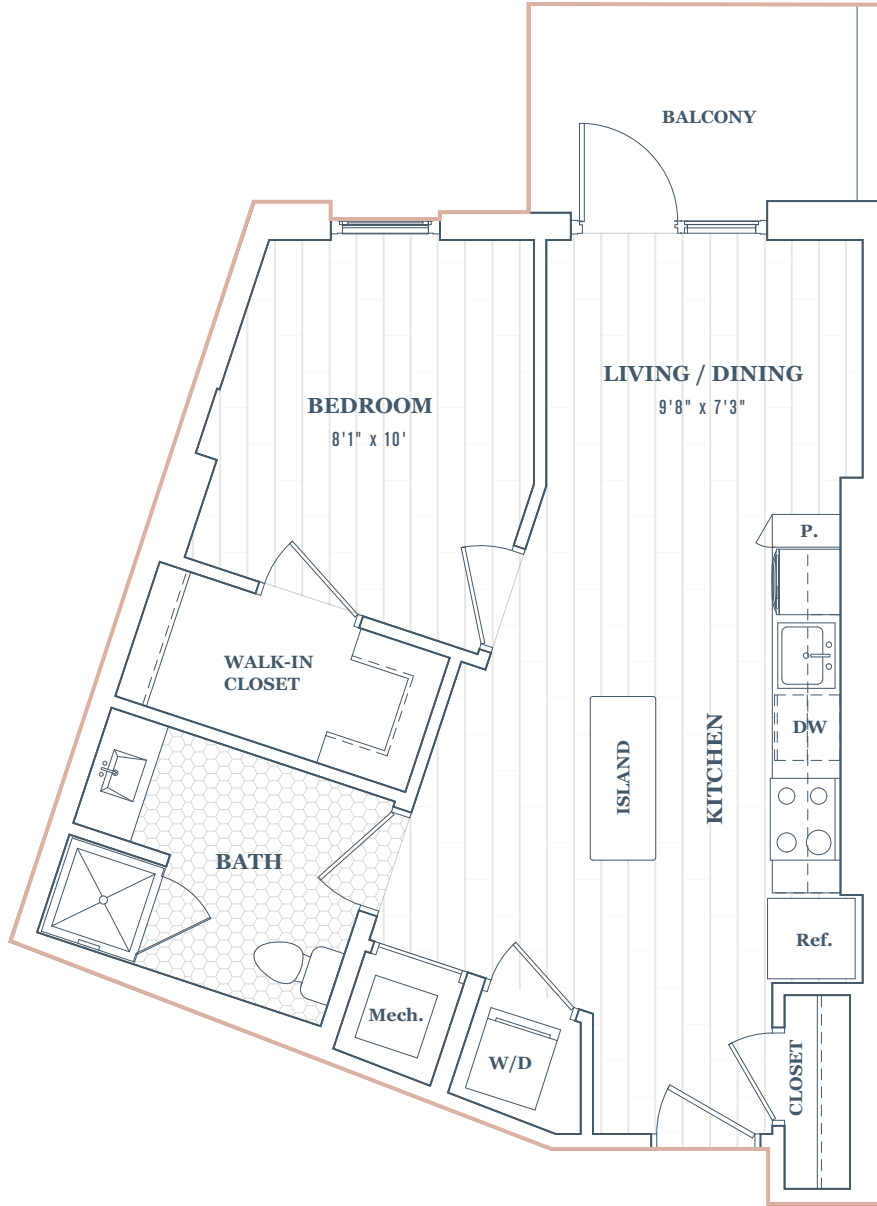 BALCONY
LIVING / DINING
9'8" x 7'3"
BEDROOM
8'1" x 10'
P.
WALK-IN
CLOSET
DW
ISLAND
KITCHEN
BATH
Ref.
Mech.
W/D
CLOSET